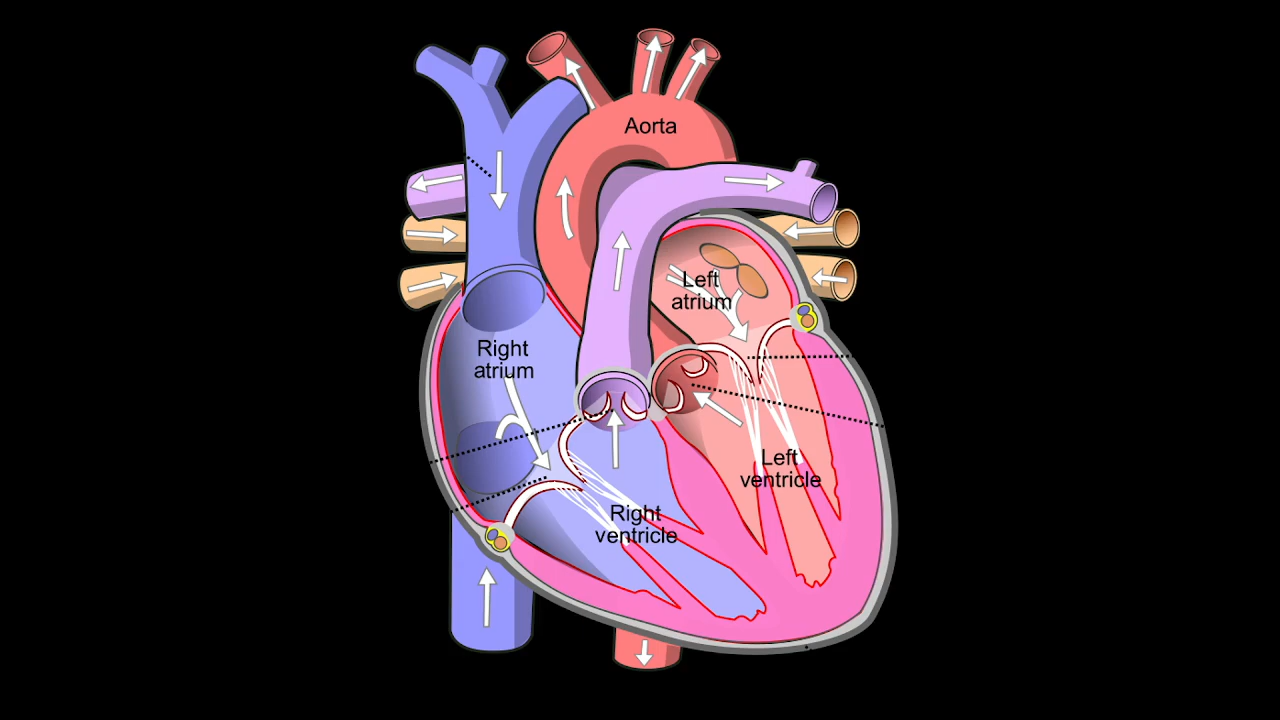 Aorta
Left
atrium
Right
atrium
Left
ventricle
Right
ventricle